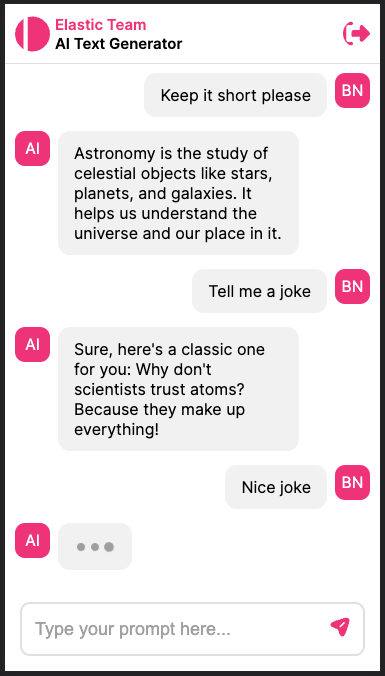 Elastic Team
AI Text Generator
Keep it short please
BN
AI
Astronomy is the study of
celestial objects like stars,
planets, and galaxies. It
helps us understand the
universe and our place in it.
Tell me a joke
BN
AI
Sure, here's a classic one
for you: Why don't
scientists trust atoms?
Because they make up
everything!
Nice joke
BN
AI
Type your prompt here...